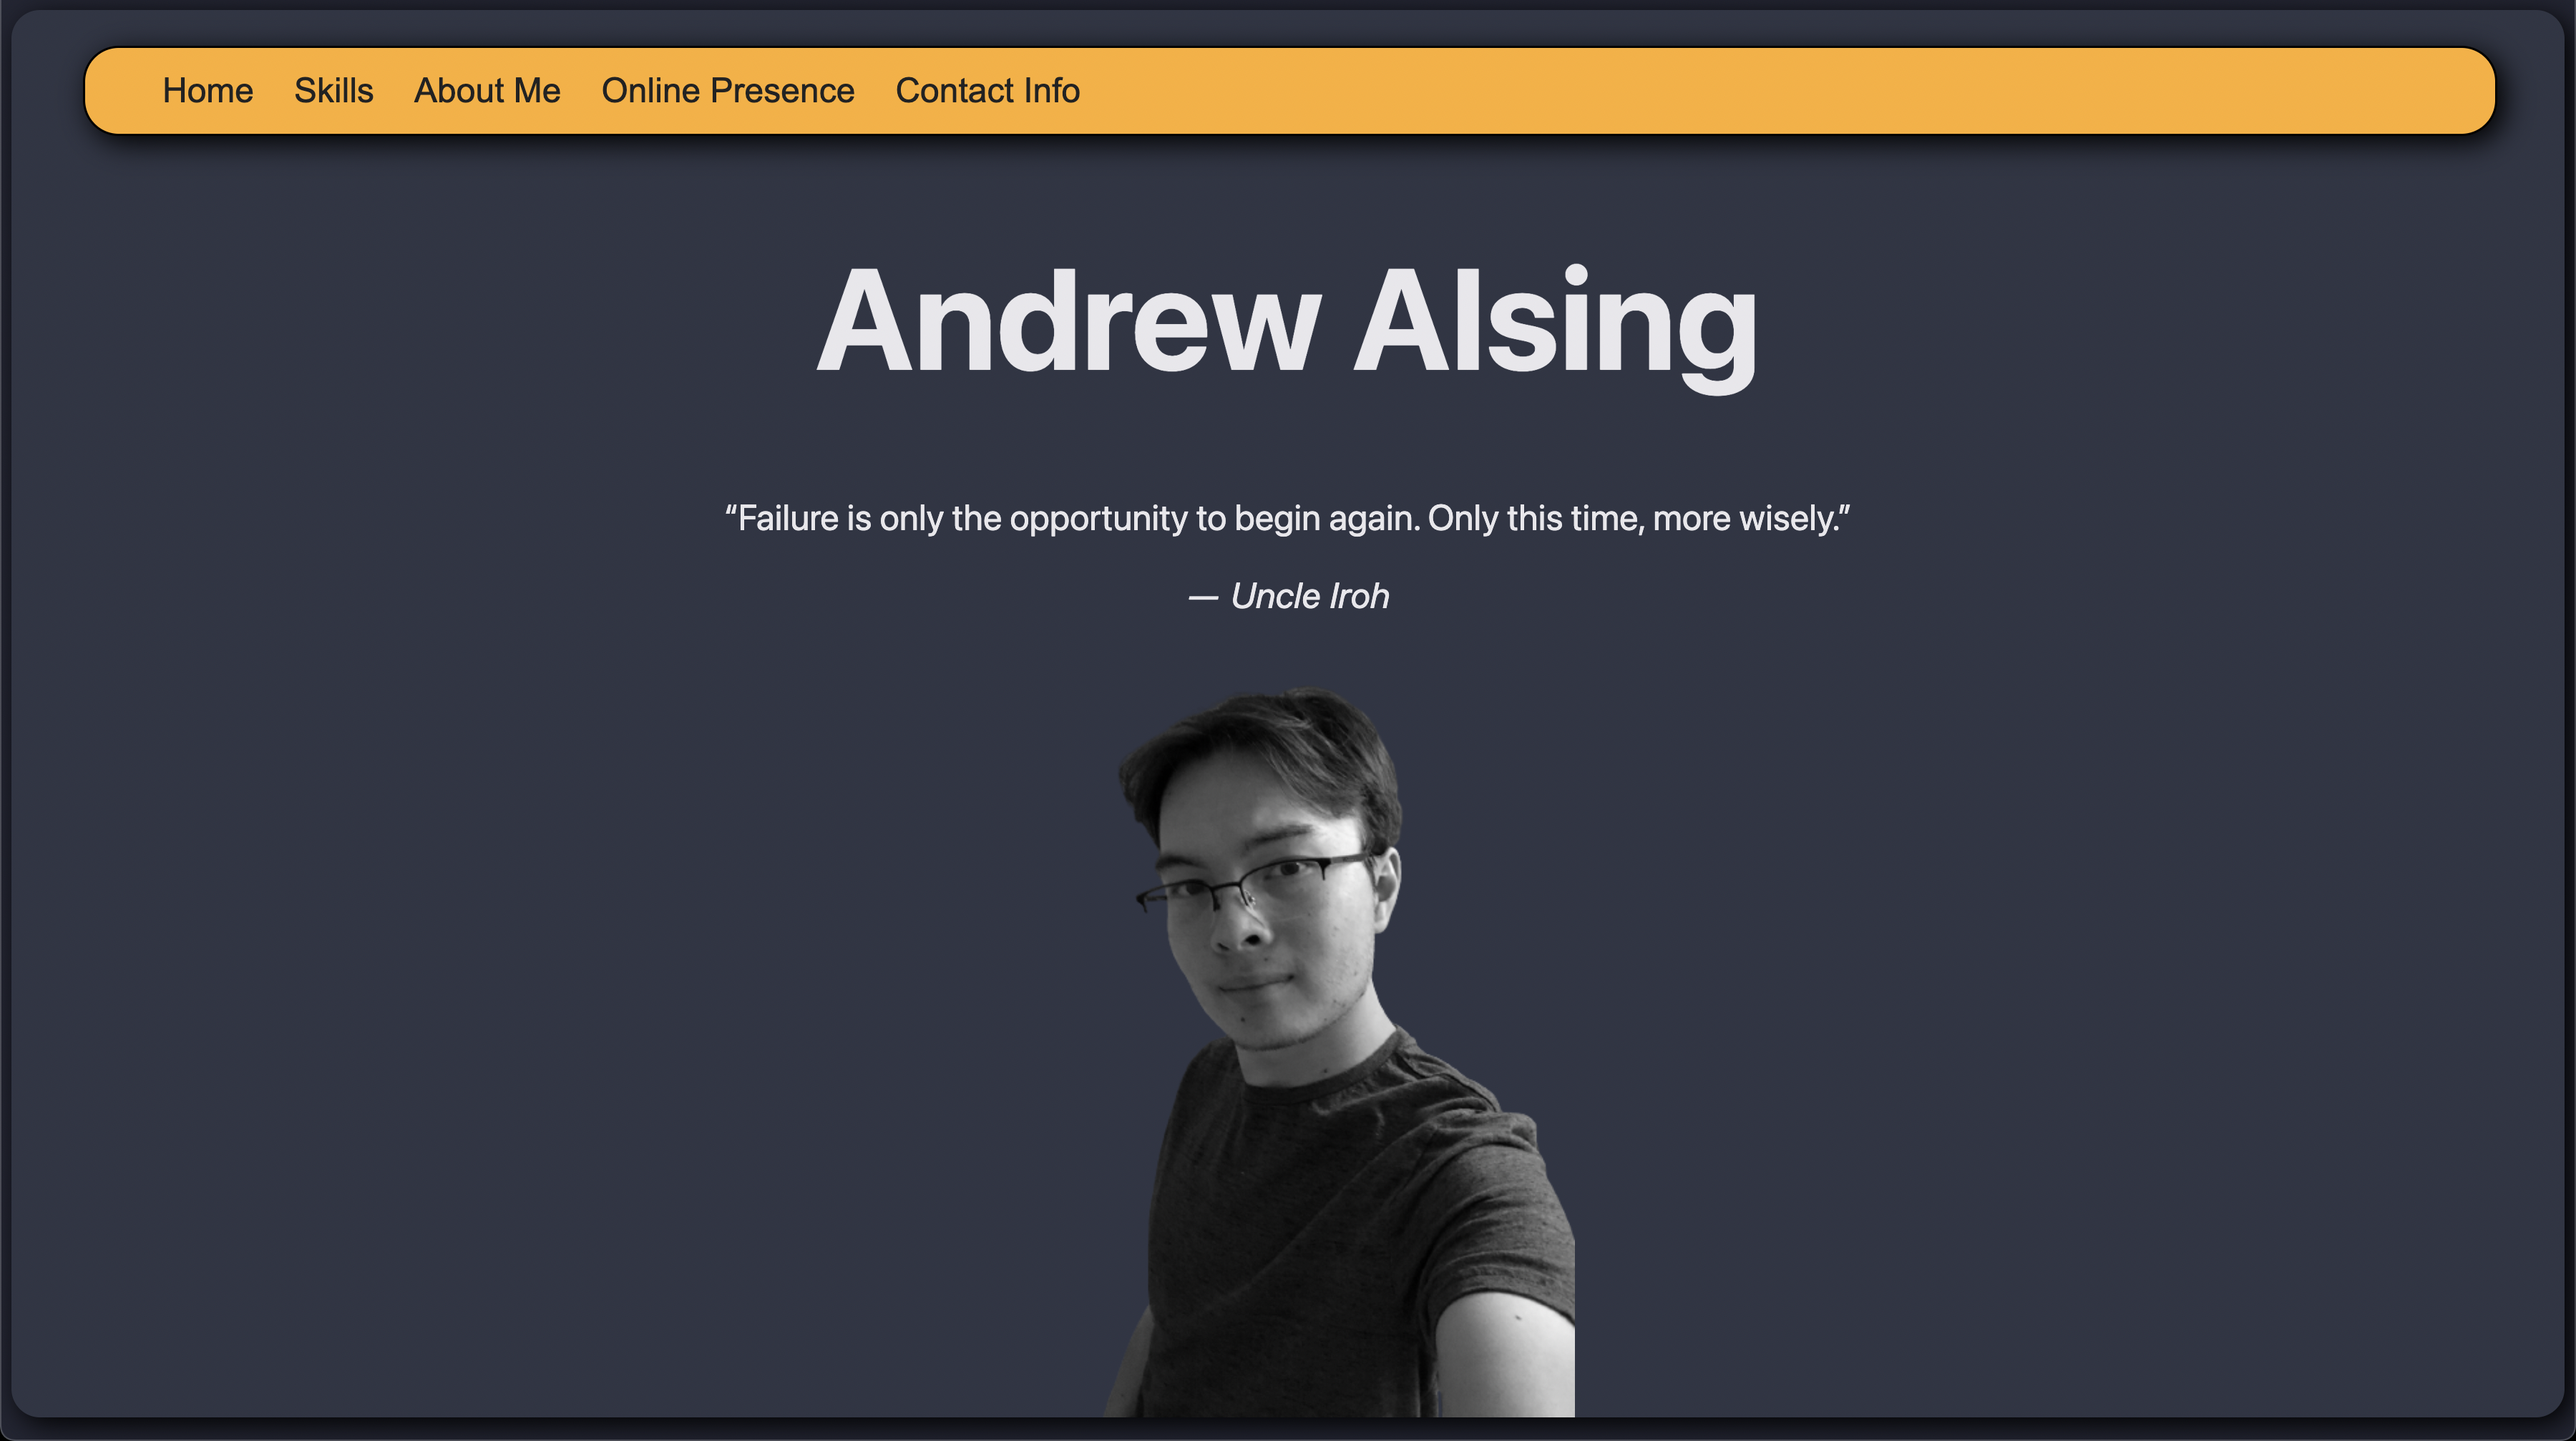 Home Skills About Me Online Presence Contact Info
Andrew Alsing
“Failure is only the opportunity to begin again. Only this time, more wisely.”
— Uncle Iroh